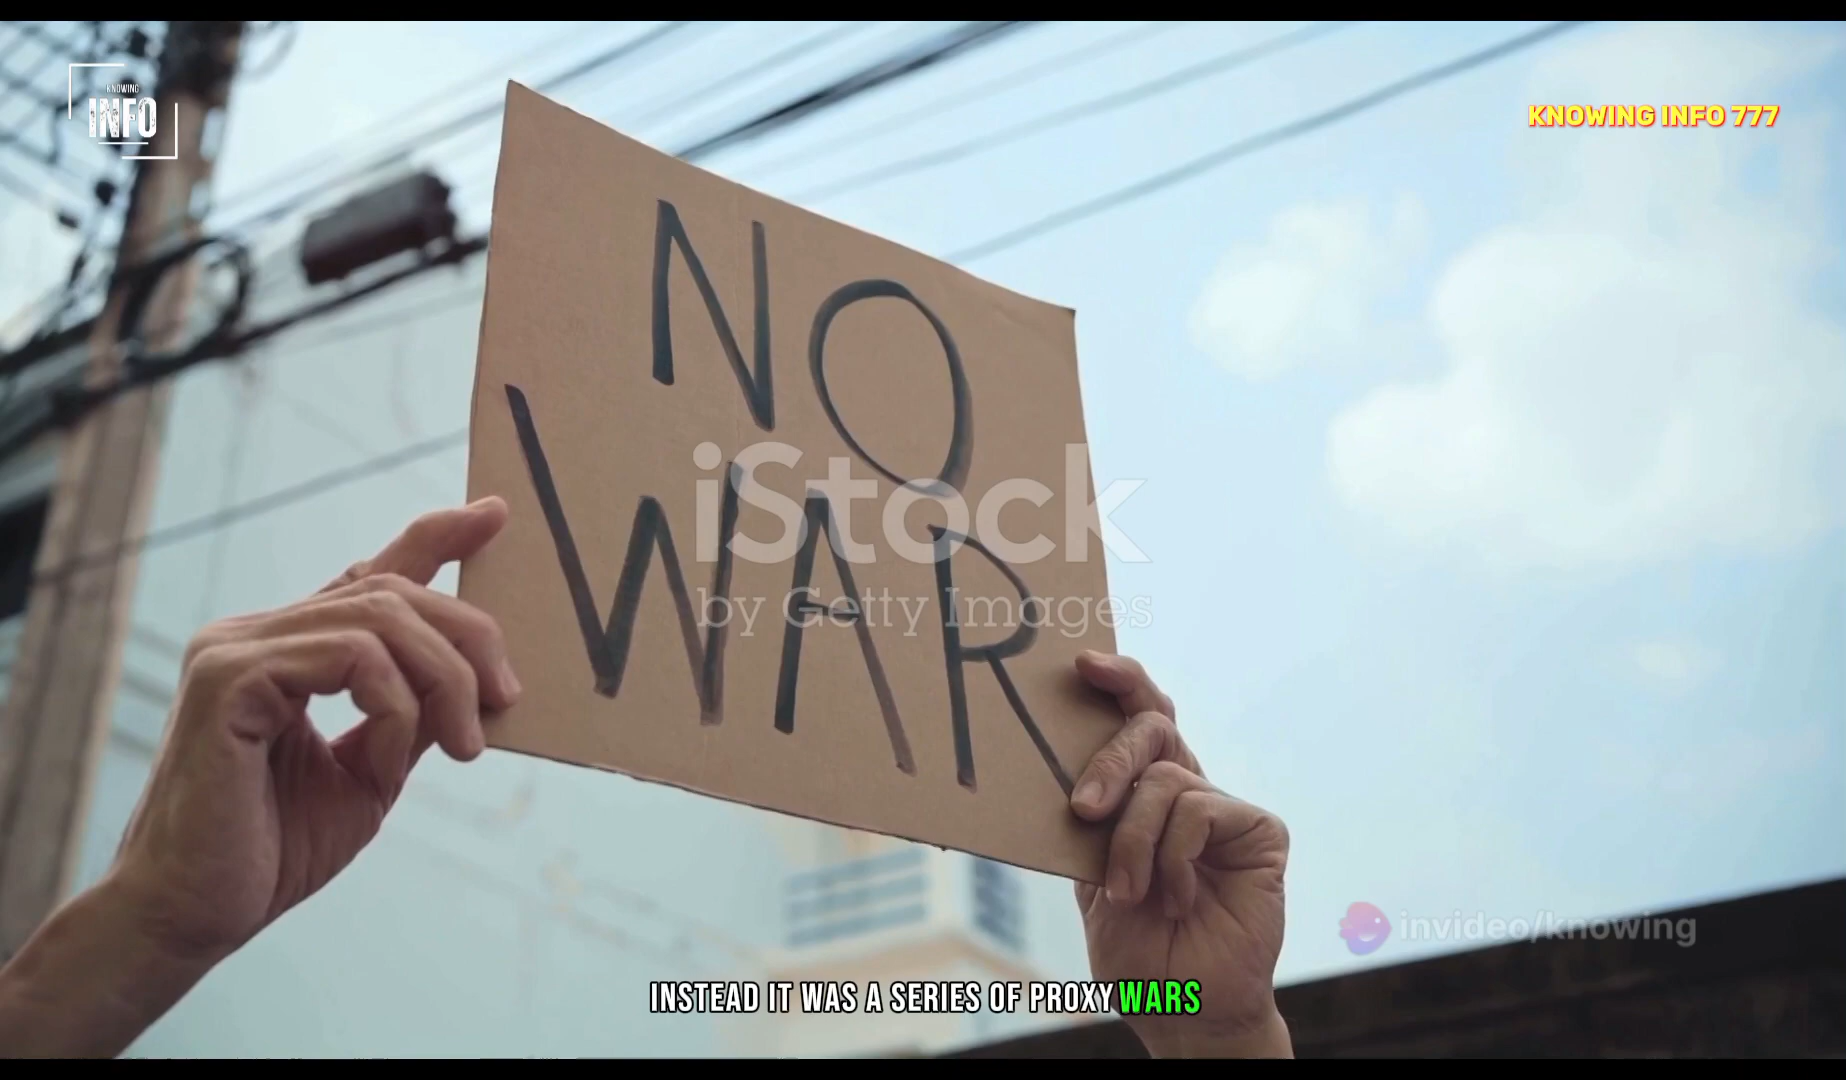 KNOWING
INFO
KNOWING INFO 777
NO
WAR
iStock
by Getty Images
invideo/knowing
INSTEAD IT WAS A SERIES OF PROXY WARS